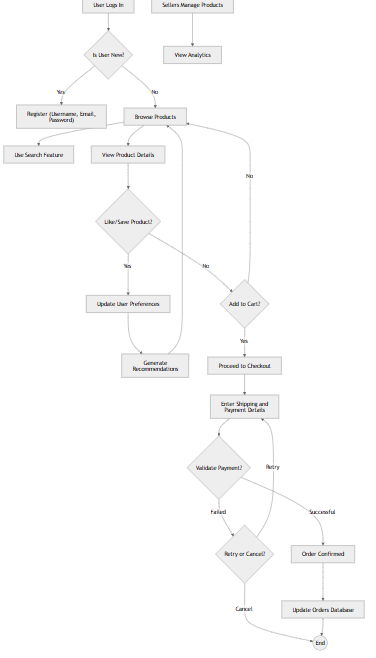 User Logs In
Sellers Manage Products
Is User New?
View Analytics
Yes
No
Register (Username, Email,
Password)
Browse Products
Use Search Feature
View Product Details
No
Like/Save Product?
Yes
No
Update User Preferences
Add to Cart?
Yes
Generate
Recommendations
Proceed to Checkout
Enter Shipping and
Payment Details
Validate Payment?
Retry
Failed
Successful
Retry or Cancel?
Order Confirmed
Cancel
Update Orders Database
End